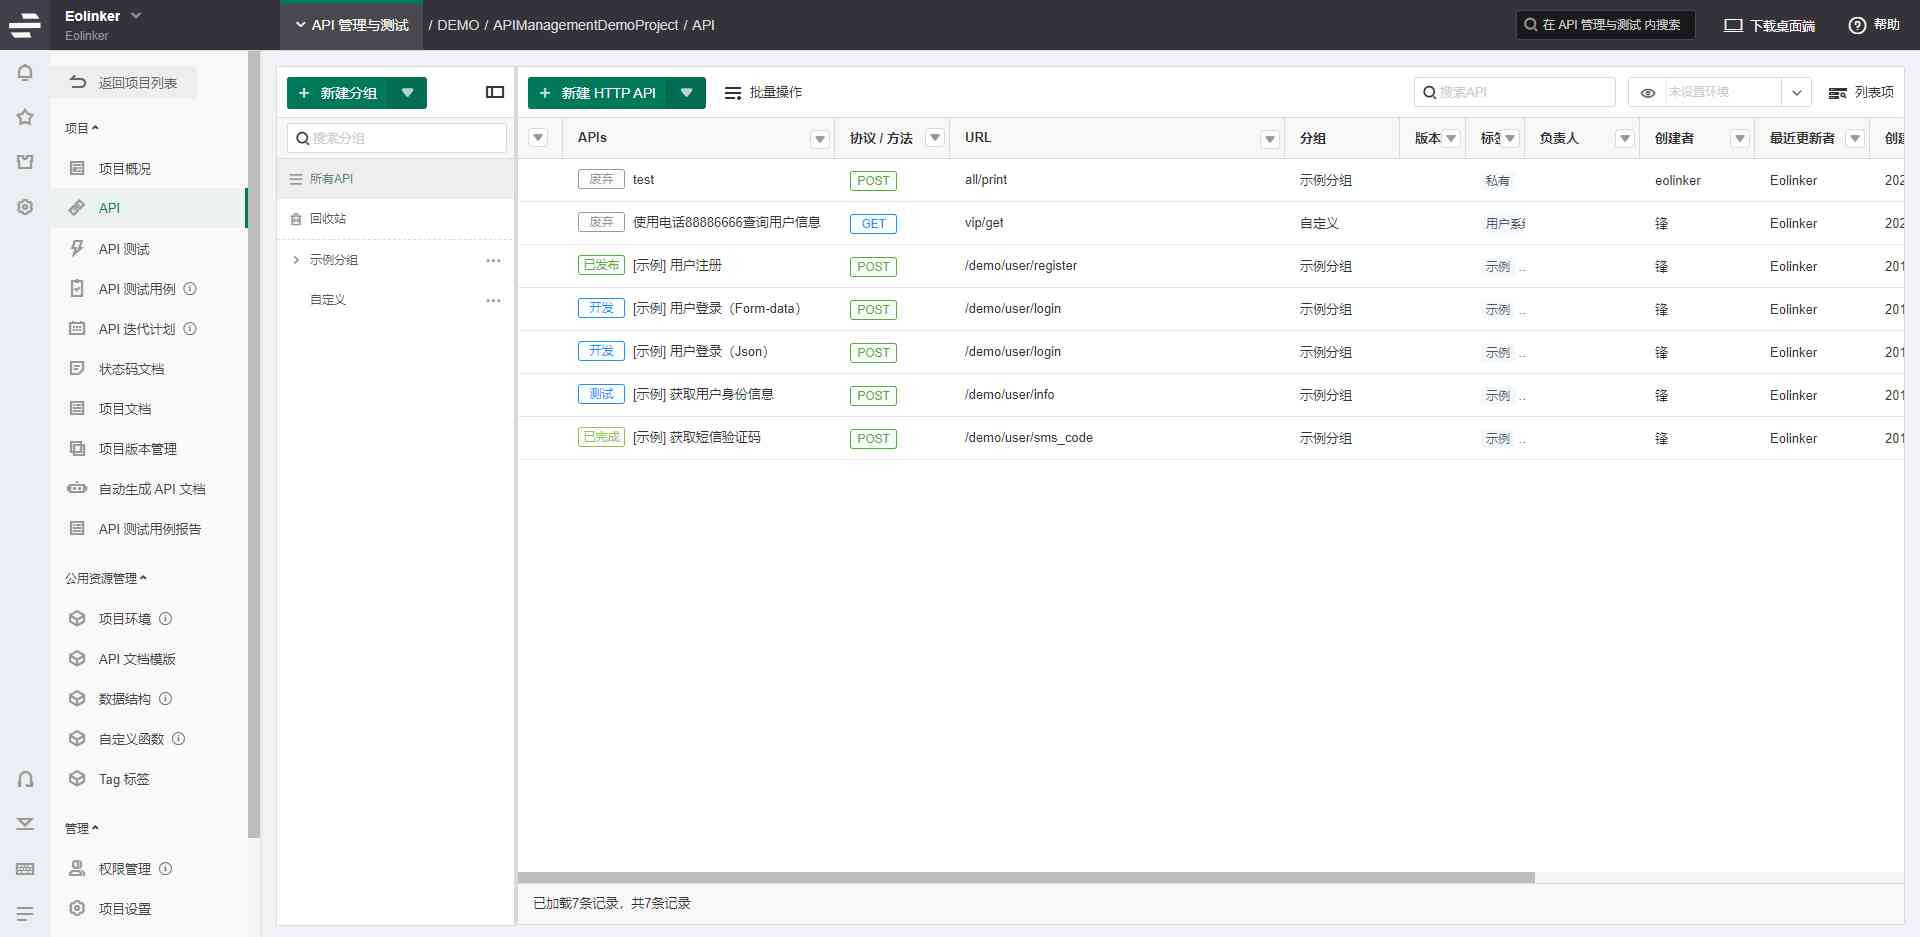 Eolinker
Eolinker
API 管理与测试 / DEMO / APIManagementDemoProject / API
在 API 管理与测试 内搜索
下载桌面端
帮助
返回项目列表
项目
项目概况
API
API 测试
API 测试用例
API 迭代计划
状态码文档
项目文档
项目版本管理
自动生成 API 文档
API 测试用例报告
公用资源管理
项目环境
API 文档模版
数据结构
自定义函数
Tag 标签
管理
权限管理
项目设置
+ 新建分组
搜索分组
所有API
回收站
示例分组
自定义
+ 新建 HTTP API
批量操作
搜索API
未设置环境
列表项
APIs 协议 / 方法 URL 分组 版本 标签 负责人 创建者 最近更新者 创建
废弃 test POST all/print 示例分组 私有 eolinker Eolinker 202
废弃 使用电话88886666查询用户信息 GET vip/get 自定义 用户系 锋 Eolinker 202
已发布 [示例] 用户注册 POST /demo/user/register 示例分组 示例 .. 锋 Eolinker 201
开发 [示例] 用户登录（Form-data） POST /demo/user/login 示例分组 示例 .. 锋 Eolinker 201
开发 [示例] 用户登录（Json） POST /demo/user/login 示例分组 示例 .. 锋 Eolinker 201
测试 [示例] 获取用户身份信息 POST /demo/user/info 示例分组 示例 .. 锋 Eolinker 201
已完成 [示例] 获取短信验证码 POST /demo/user/sms_code 示例分组 示例 .. 锋 Eolinker 201
已加载7条记录，共7条记录